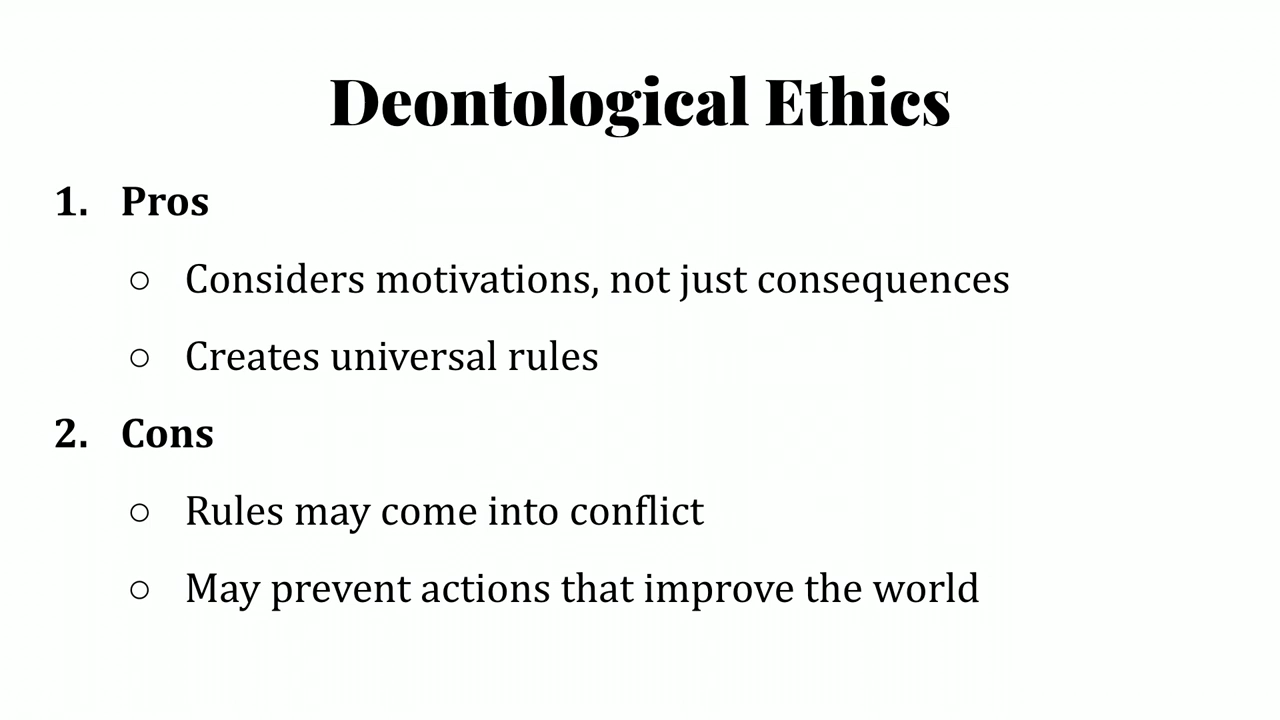 Deontological Ethics
1. Pros
○ Considers motivations, not just consequences
○ Creates universal rules
2. Cons
○ Rules may come into conflict
○ May prevent actions that improve the world